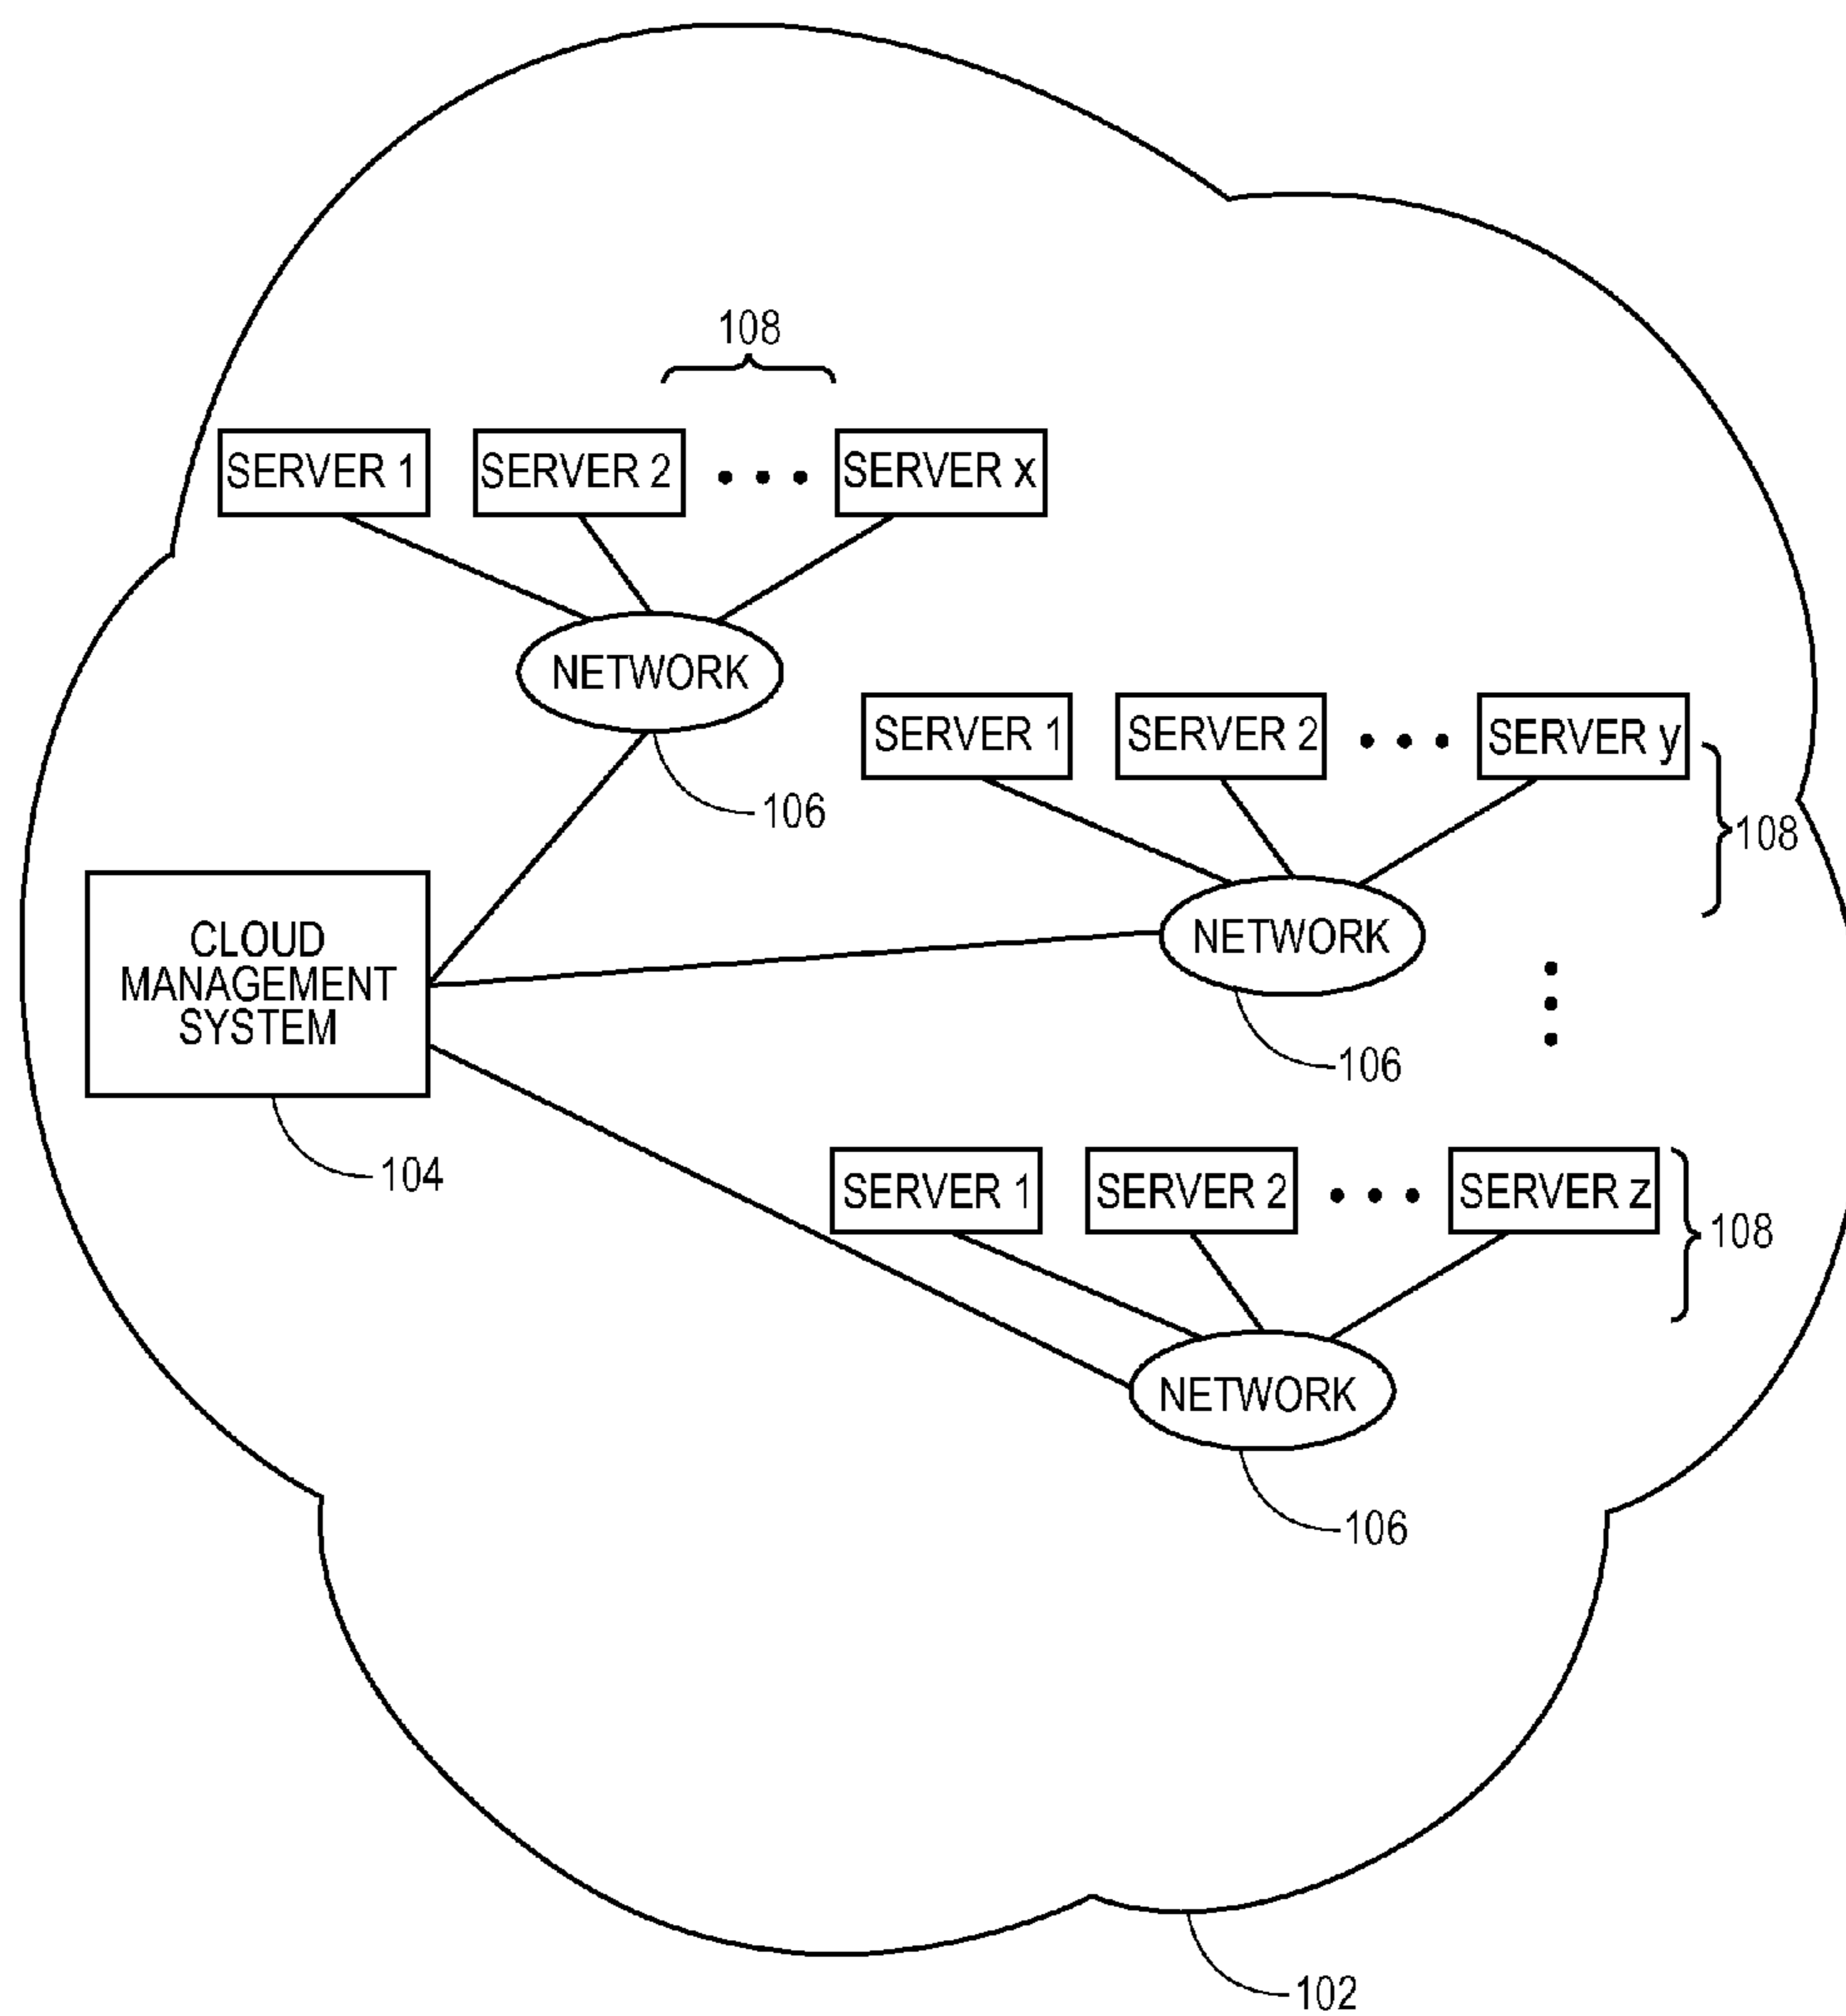 108
SERVER 1 SERVER 2 • • • SERVER x
NETWORK
106
SERVER 1 SERVER 2 • • • SERVER y
108
NETWORK
106
CLOUD
MANAGEMENT
SYSTEM
104
SERVER 1 SERVER 2 • • • SERVER z
108
NETWORK
106
102